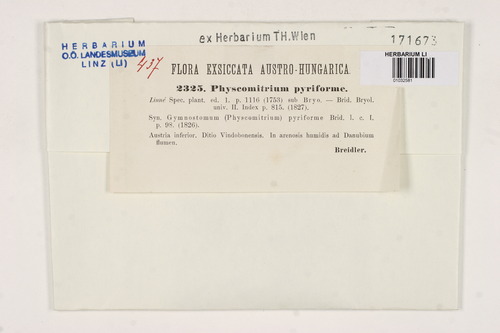 ex Herbarium T.H. Wien
171673
HERBARIUM
O.Ö. LANDESMUSEUM
LINZ (LI)
437
HERBARIUM LI
FLORA EXSICCATA AUSTRO-HUNGARICA.
2325. Physcomitrium pyriforme.
Linné Spec. plant. ed. 1. p. 1116 (1753) sub Bryo. — Brid. Bryol.
univ. II. Index p. 815. (1827).
Syn. Gymnostomum (Physcomitrium) pyriforme Brid. l. c. I.
p. 98. (1826).
Austria inferior. Ditio Vindobonensis. In arenosis humidis ad Danubium
flumen.
Breidler.